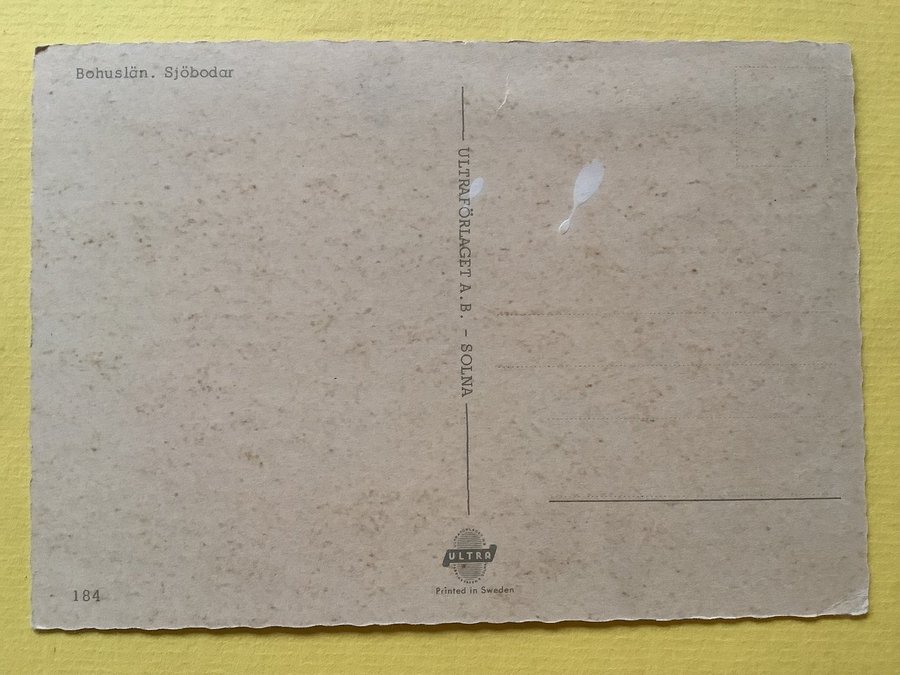 Bohuslän. Sjöbodar
ULTRAFÖRLAGET A.B. - SOLNA
ULTRA
Printed in Sweden
184